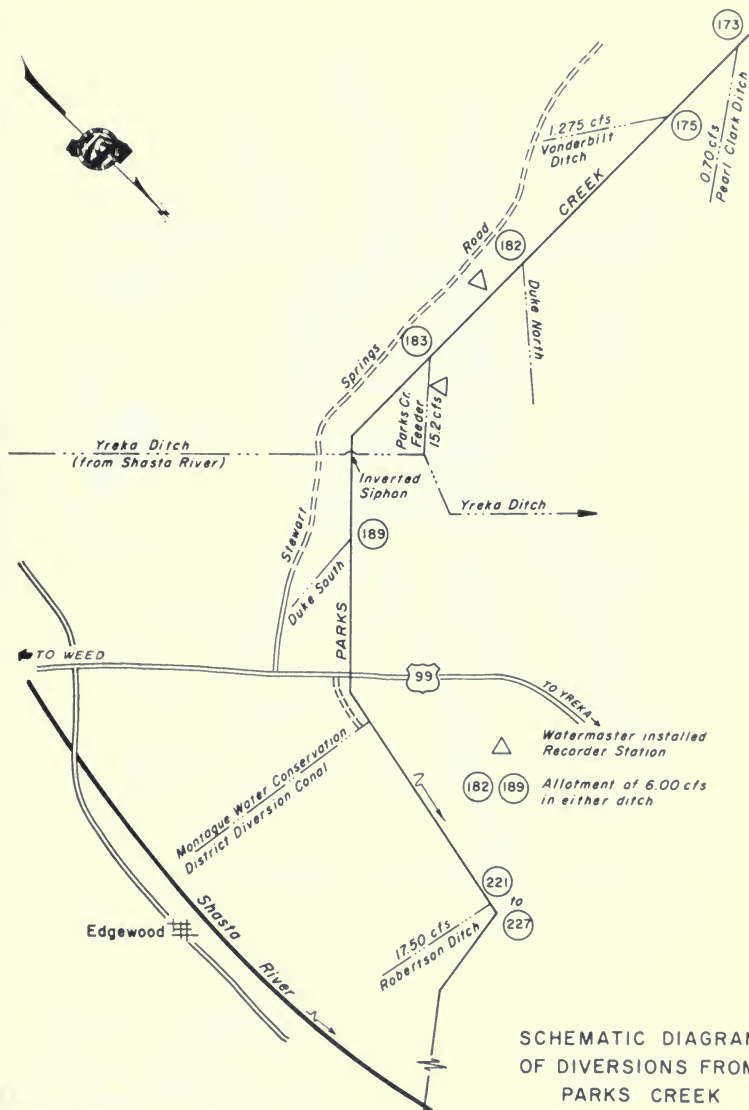 173
1.275 cfs
Vanderbilt
Ditch
175
0.70 cfs
Pearl Clark Ditch
CREEK
Road
182
Duke North
Springs
183
Parks Cr.
Feeder
15.2 cfs
Yreka Ditch
(from Shasta River)
Inverted
Siphon
Yreka Ditch
Stewart
189
Duke South
PARKS
TO WEED
99
TO YREKA
Watermaster installed
Recorder Station
182 189 Allotment of 6.00 cfs
in either ditch
Montague Water Conservation
District Diversion Canal
221
to
227
17.50 cfs
Robertson Ditch
Edgewood
Shasta
River
SCHEMATIC DIAGRAM
OF DIVERSIONS FROM
PARKS CREEK